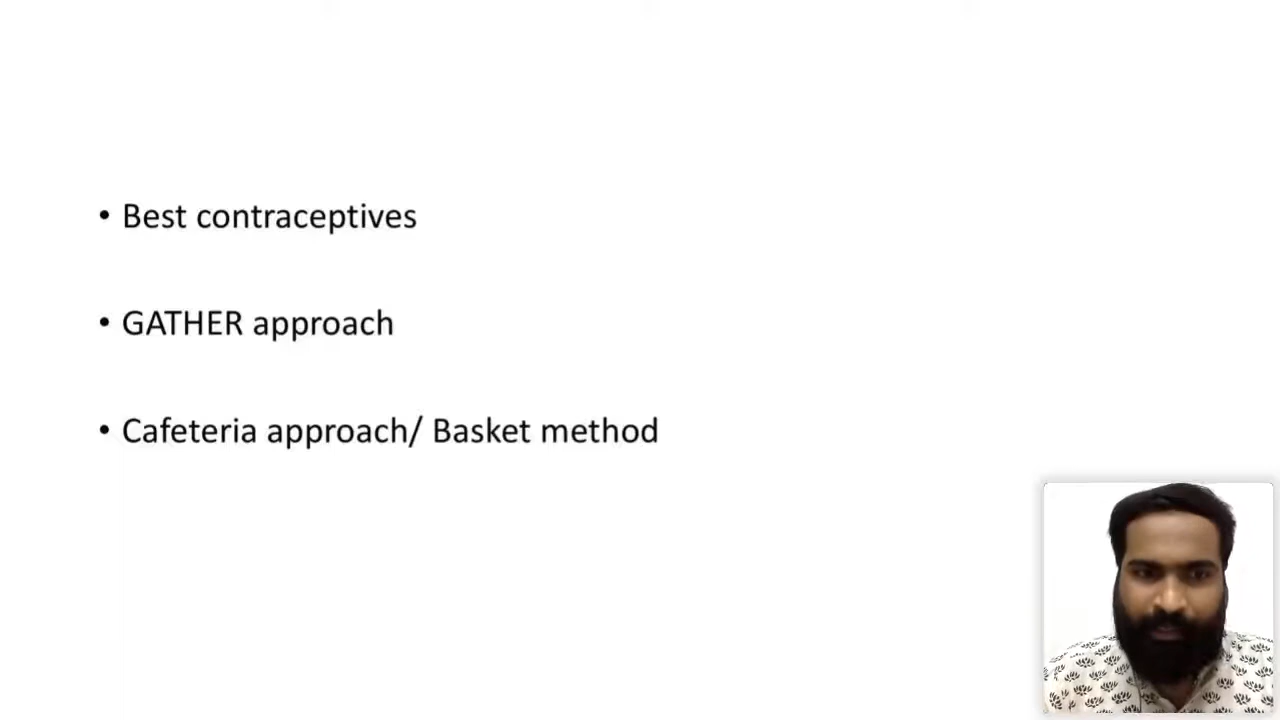 • Best contraceptives
• GATHER approach
• Cafeteria approach/ Basket method